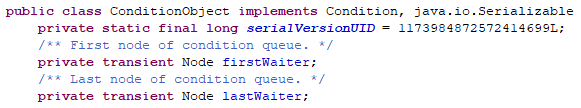 public class ConditionObject implements Condition, java.io.Serializable
private static final long serialVersionUID = 1173984872572414699L;
/** First node of condition queue. */
private transient Node firstWaiter;
/** Last node of condition queue. */
private transient Node lastWaiter;